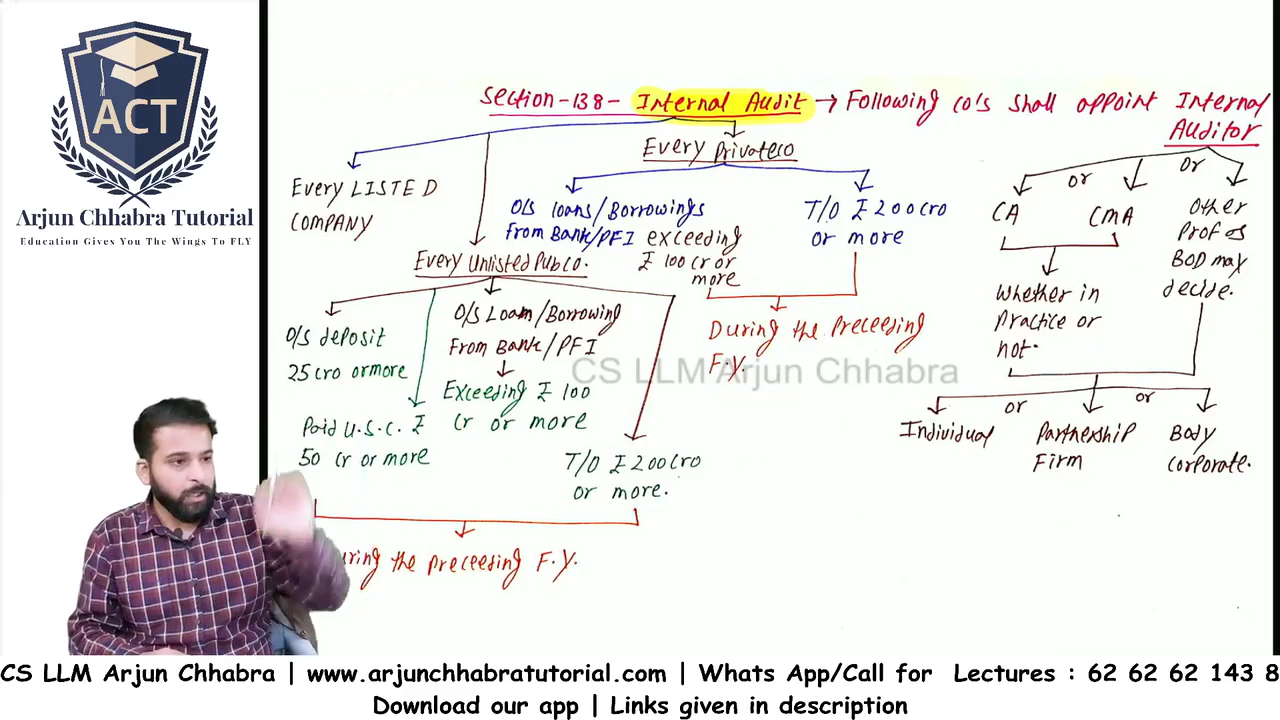 ACT
Arjun Chhabra Tutorial
Education Gives You The Wings To FLY
Section-138- Internal Audit → Following co's shall appoint Internal
Auditor
Every LISTED
COMPANY
Every Private co
O/S loans/Borrowings
From Bank/PFI exceeding
₹ 100 cr or
more
T/O ₹ 200 cro
or more
During the Preceeding
F.Y.
Every Unlisted Pub co.
O/S deposit
25 cro or more
Paid U.S.C. ₹
50 cr or more
O/S Loan/Borrowing
From Bank/PFI
Exceeding ₹ 100
cr or more
T/O ₹ 200 cro
or more.
the Preceeding F.Y.
or
or
CA
CMA
Other
Prof as
BOD may
decide.
Whether in
Practice or
not.
or
or
Individual
Partnership
Firm
Body
Corporate.
CS LLM Arjun Chhabra
CS LLM Arjun Chhabra | www.arjunchhabratutorial.com | Whats App/Call for Lectures : 62 62 62 143 8
Download our app | Links given in description